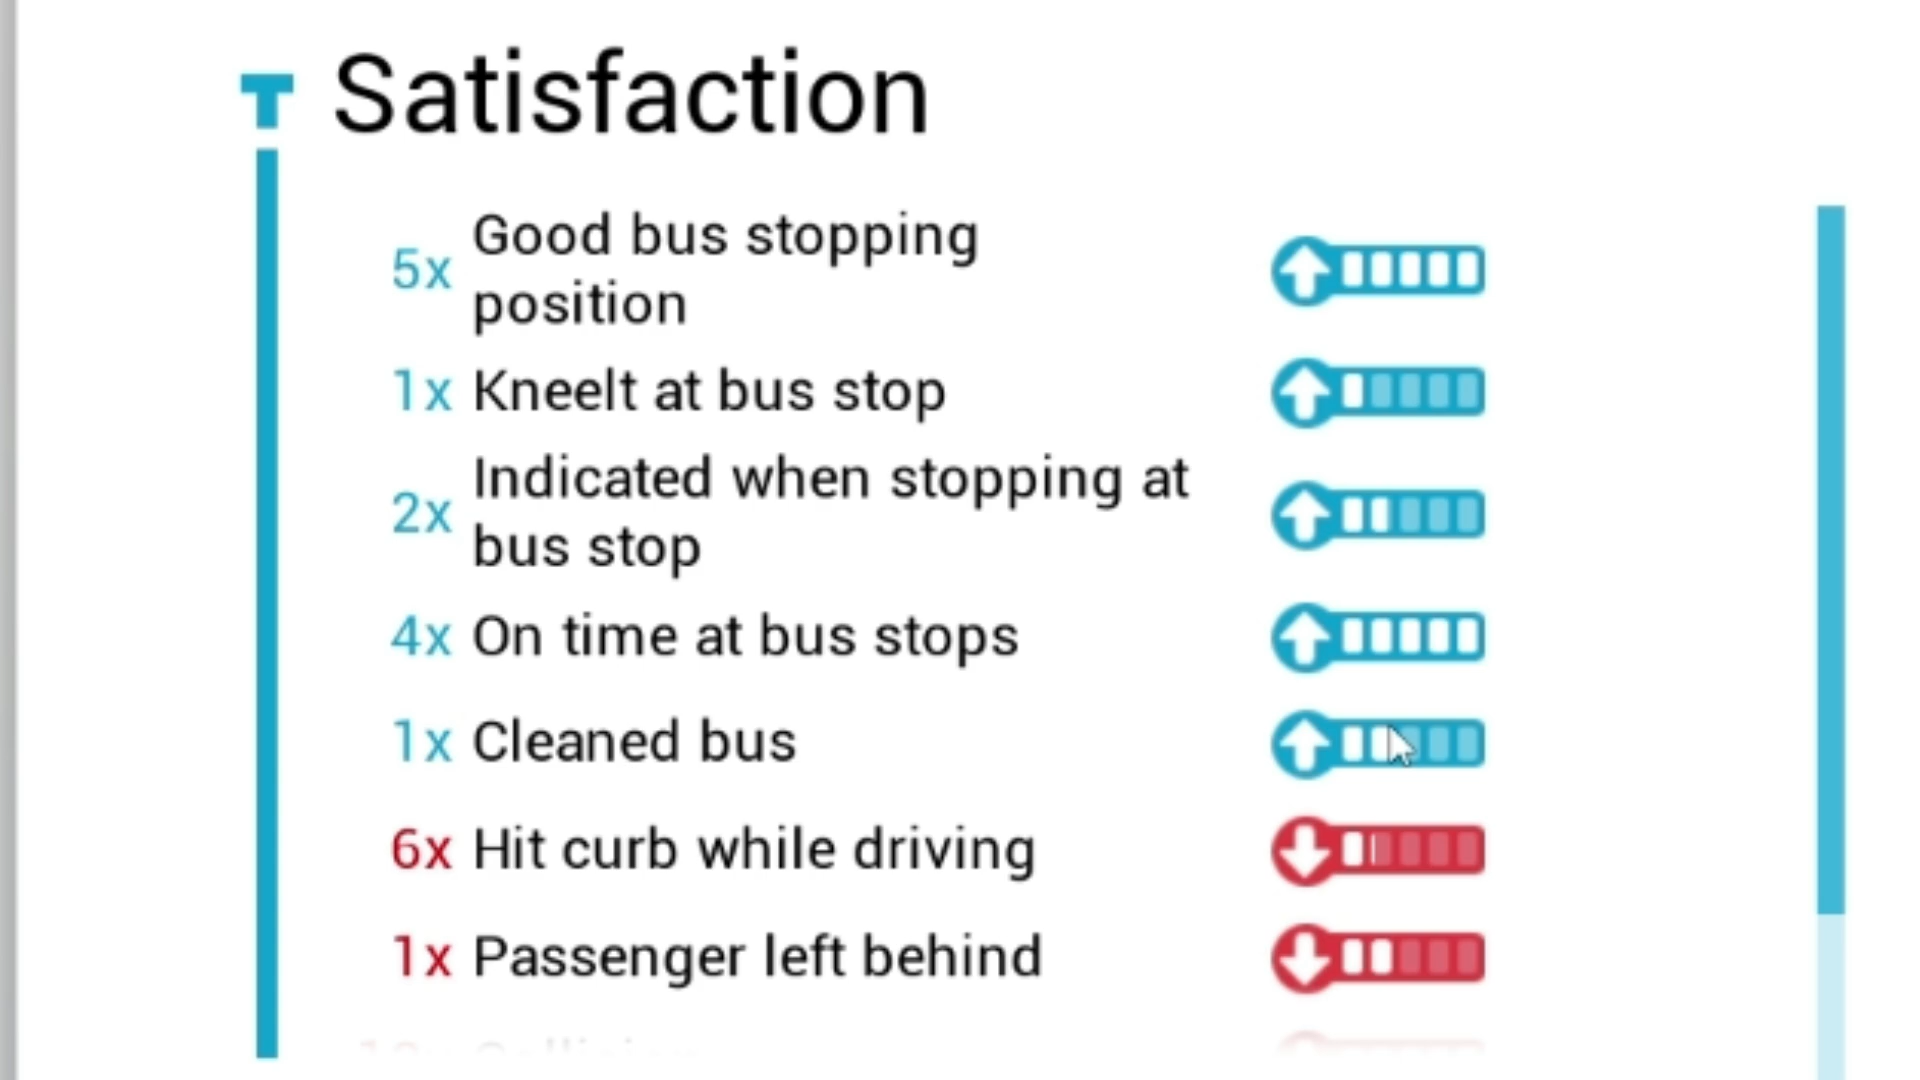 Satisfaction
5x Good bus stopping
position
1x Kneelt at bus stop
2x Indicated when stopping at
bus stop
4x On time at bus stops
1x Cleaned bus
6x Hit curb while driving
1x Passenger left behind